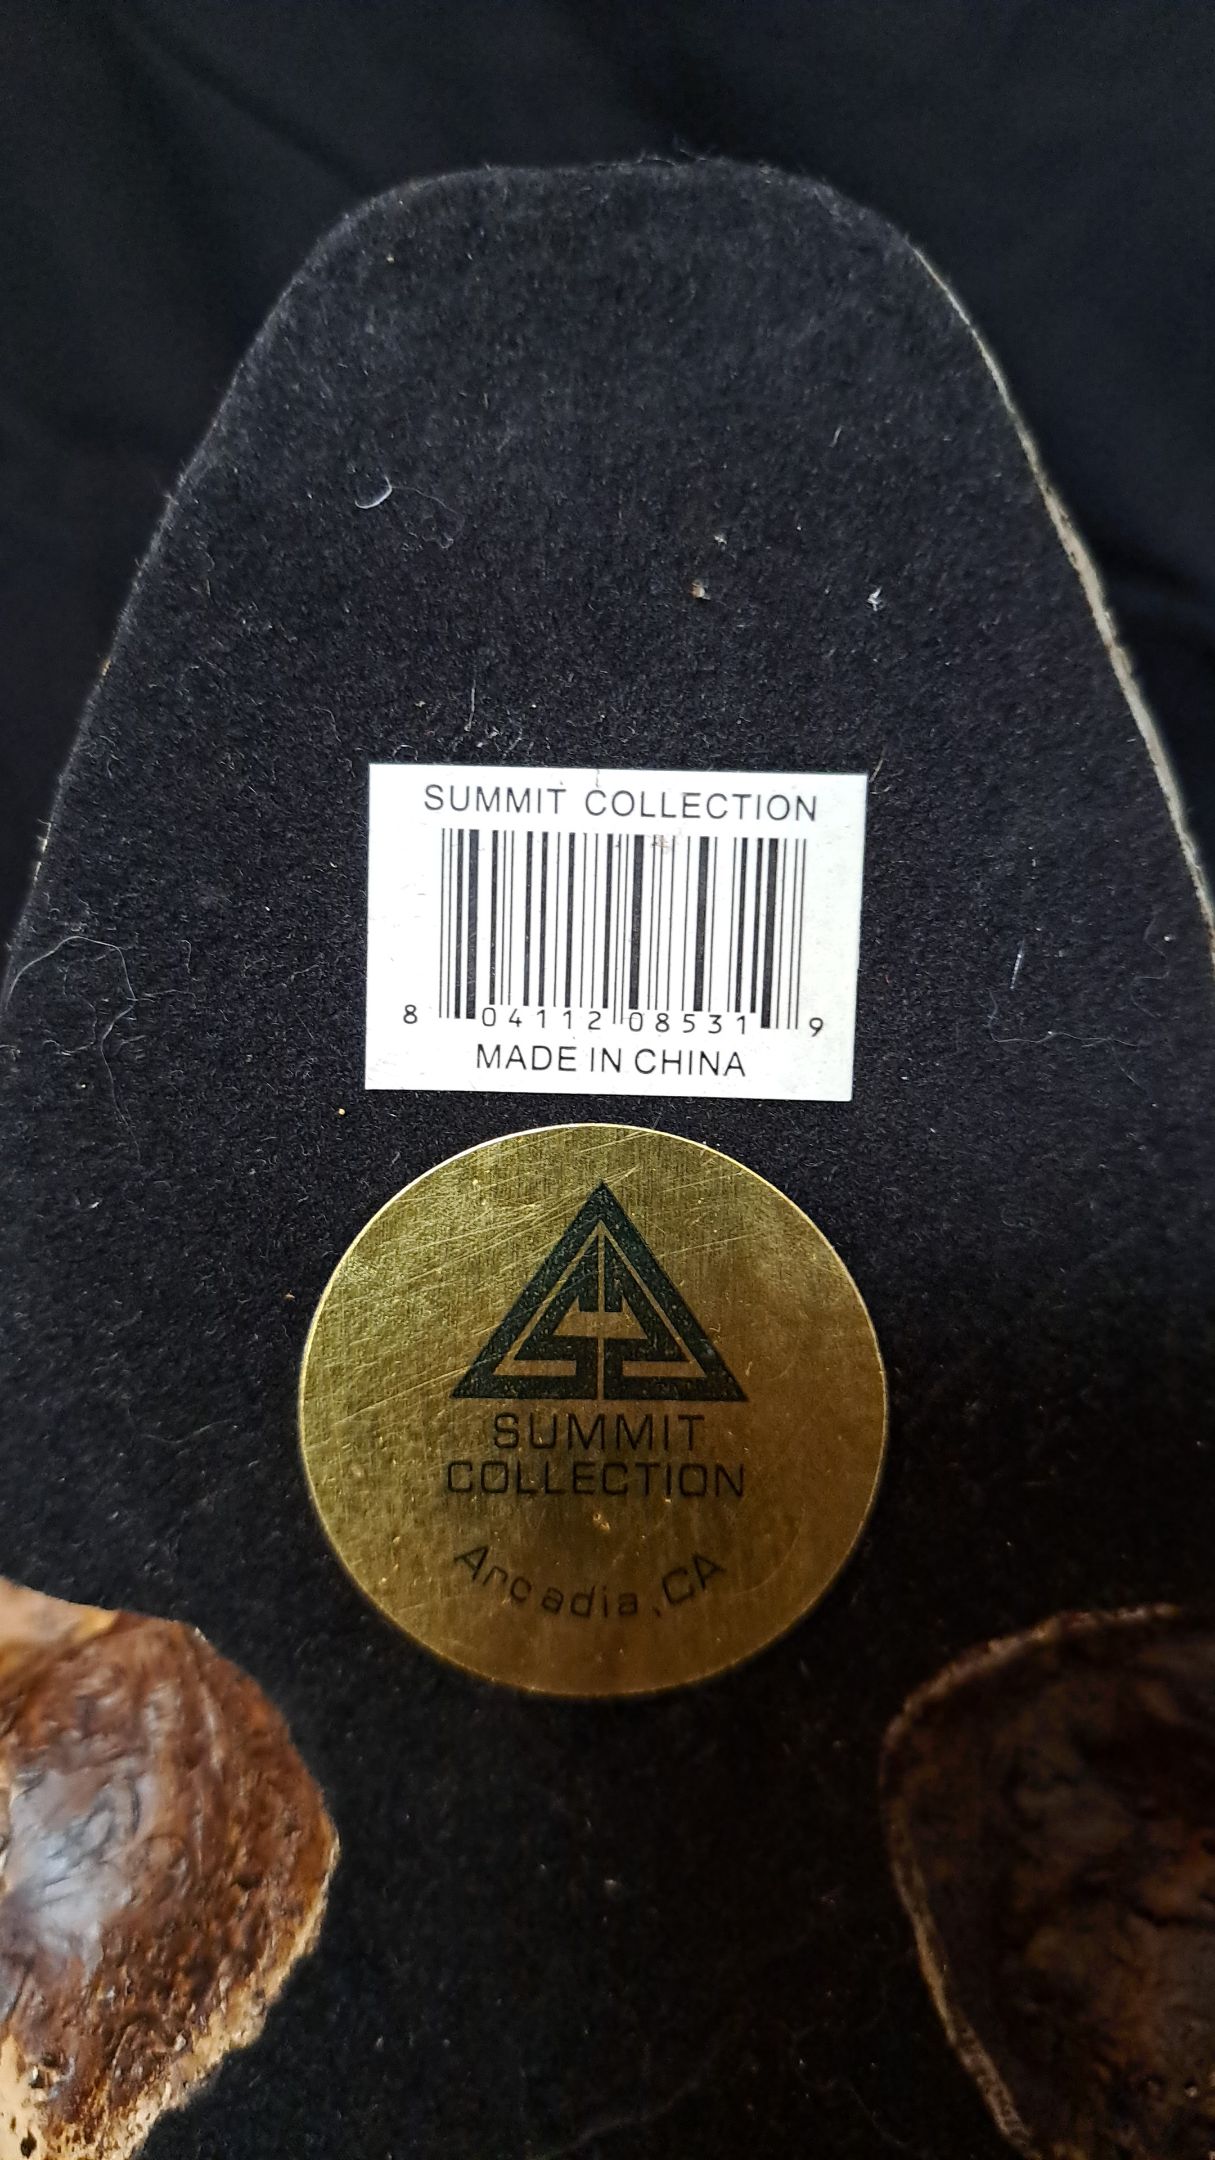 SUMMIT COLLECTION
8 04112 08531 9
MADE IN CHINA
SUMMIT
COLLECTION
Arcadia, CA